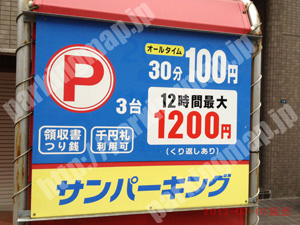 オールタイム
30分 100円
P
3台
12時間最大
1200円
(くり返しあり)
領収書
つり銭
千円札
利用可
サンパーキング